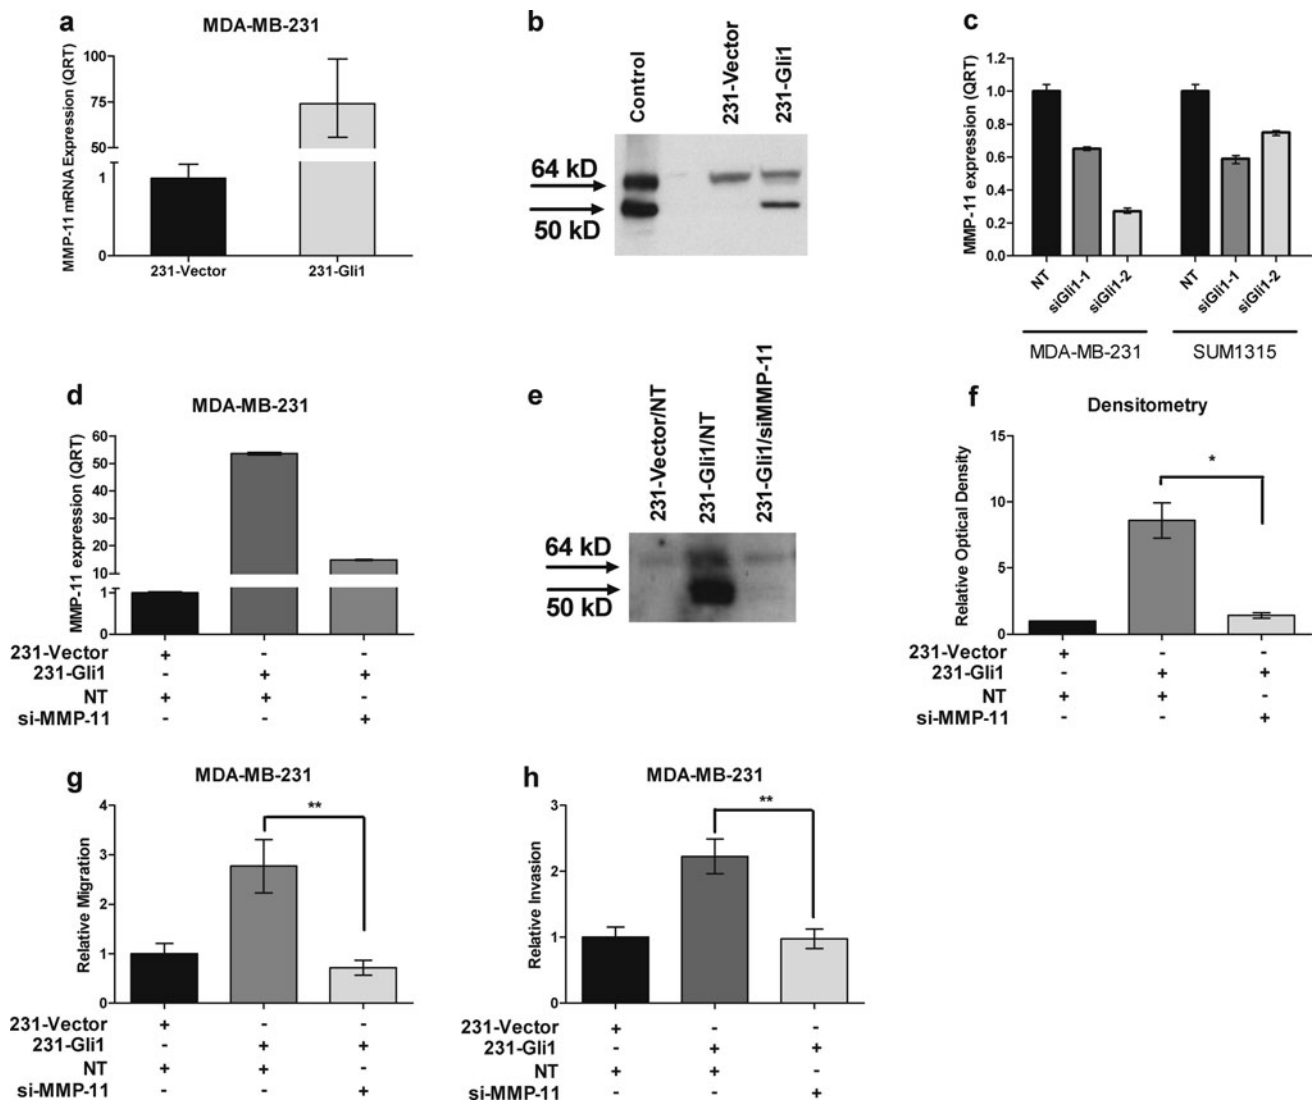 a
MDA-MB-231
MMP-11 mRNA Expression (QRT)
100
75
50
1
0
231-Vector 231-Gli1
b
Control
231-Vector
231-Gli1
64 kD
50 kD
c
MMP-11 expression (QRT)
1.2
1.0
0.8
0.6
0.4
0.2
0.0
NT siGli1-1 siGli1-2 NT siGli1-1 siGli1-2
MDA-MB-231 SUM1315
d
MDA-MB-231
MMP-11 expression (QRT)
60
50
40
30
20
10
1
0
231-Vector + - -
231-Gli1 - + +
NT + + -
si-MMP-11 - - +
e
231-Vector/NT
231-Gli1/NT
231-Gli1/siMMP-11
64 kD
50 kD
f
Densitometry
Relative Optical Density
15
10
5
0
*
231-Vector + - -
231-Gli1 - + +
NT + + -
si-MMP-11 - - +
g
MDA-MB-231
Relative Migration
4
3
2
1
0
**
231-Vector + - -
231-Gli1 - + +
NT + + -
si-MMP-11 - - +
h
MDA-MB-231
Relative Invasion
3
2
1
0
**
231-Vector + - -
231-Gli1 - + +
NT + + -
si-MMP-11 - - +